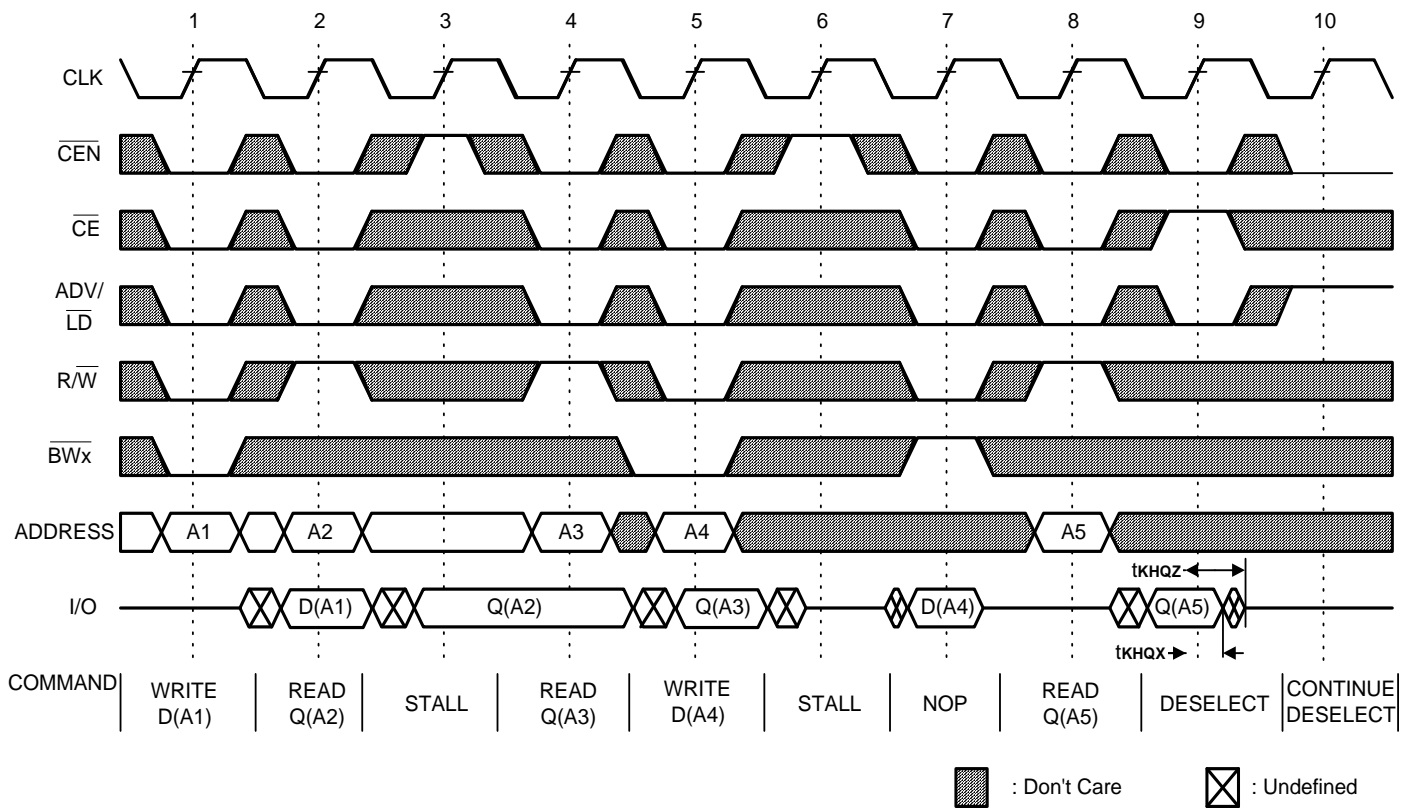 1 2 3 4 5 6 7 8 9 10
CLK
CEN
CE
ADV/
LD
R/W
BWx
ADDRESS A1 A2 A3 A4 A5
tKHQZ
I/O D(A1) Q(A2) Q(A3) D(A4) Q(A5)
tKHQX
COMMAND WRITE D(A1) READ Q(A2) STALL READ Q(A3) WRITE D(A4) STALL NOP READ Q(A5) DESELECT CONTINUE DESELECT
: Don't Care : Undefined